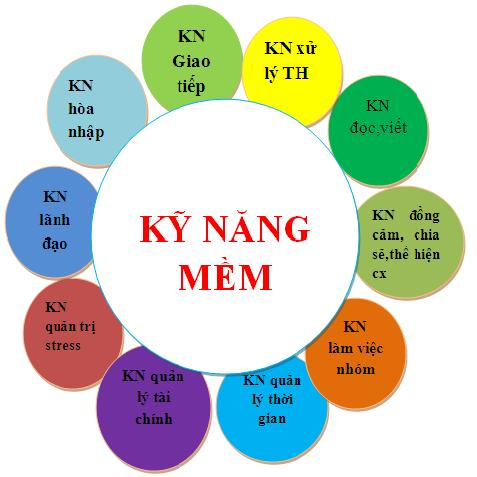 KN
Giao
tiếp
KN xử
lý TH
KN
đọc,viết
KN đồng
cảm, chia
sẽ,thể hiện
cx
KN
làm việc
nhóm
KN quản
lý thời
gian
KN quản
lý tài
chính
KN
quản trị
stress
KN
lãnh
đạo
KN
hòa
nhập
KỸ NĂNG
MỀM